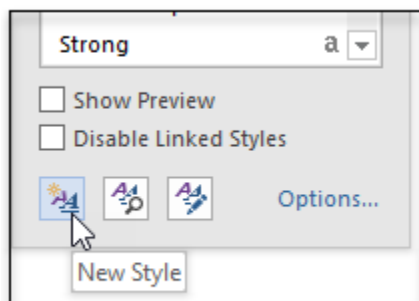 Strong a
Show Preview
Disable Linked Styles
Options...
New Style